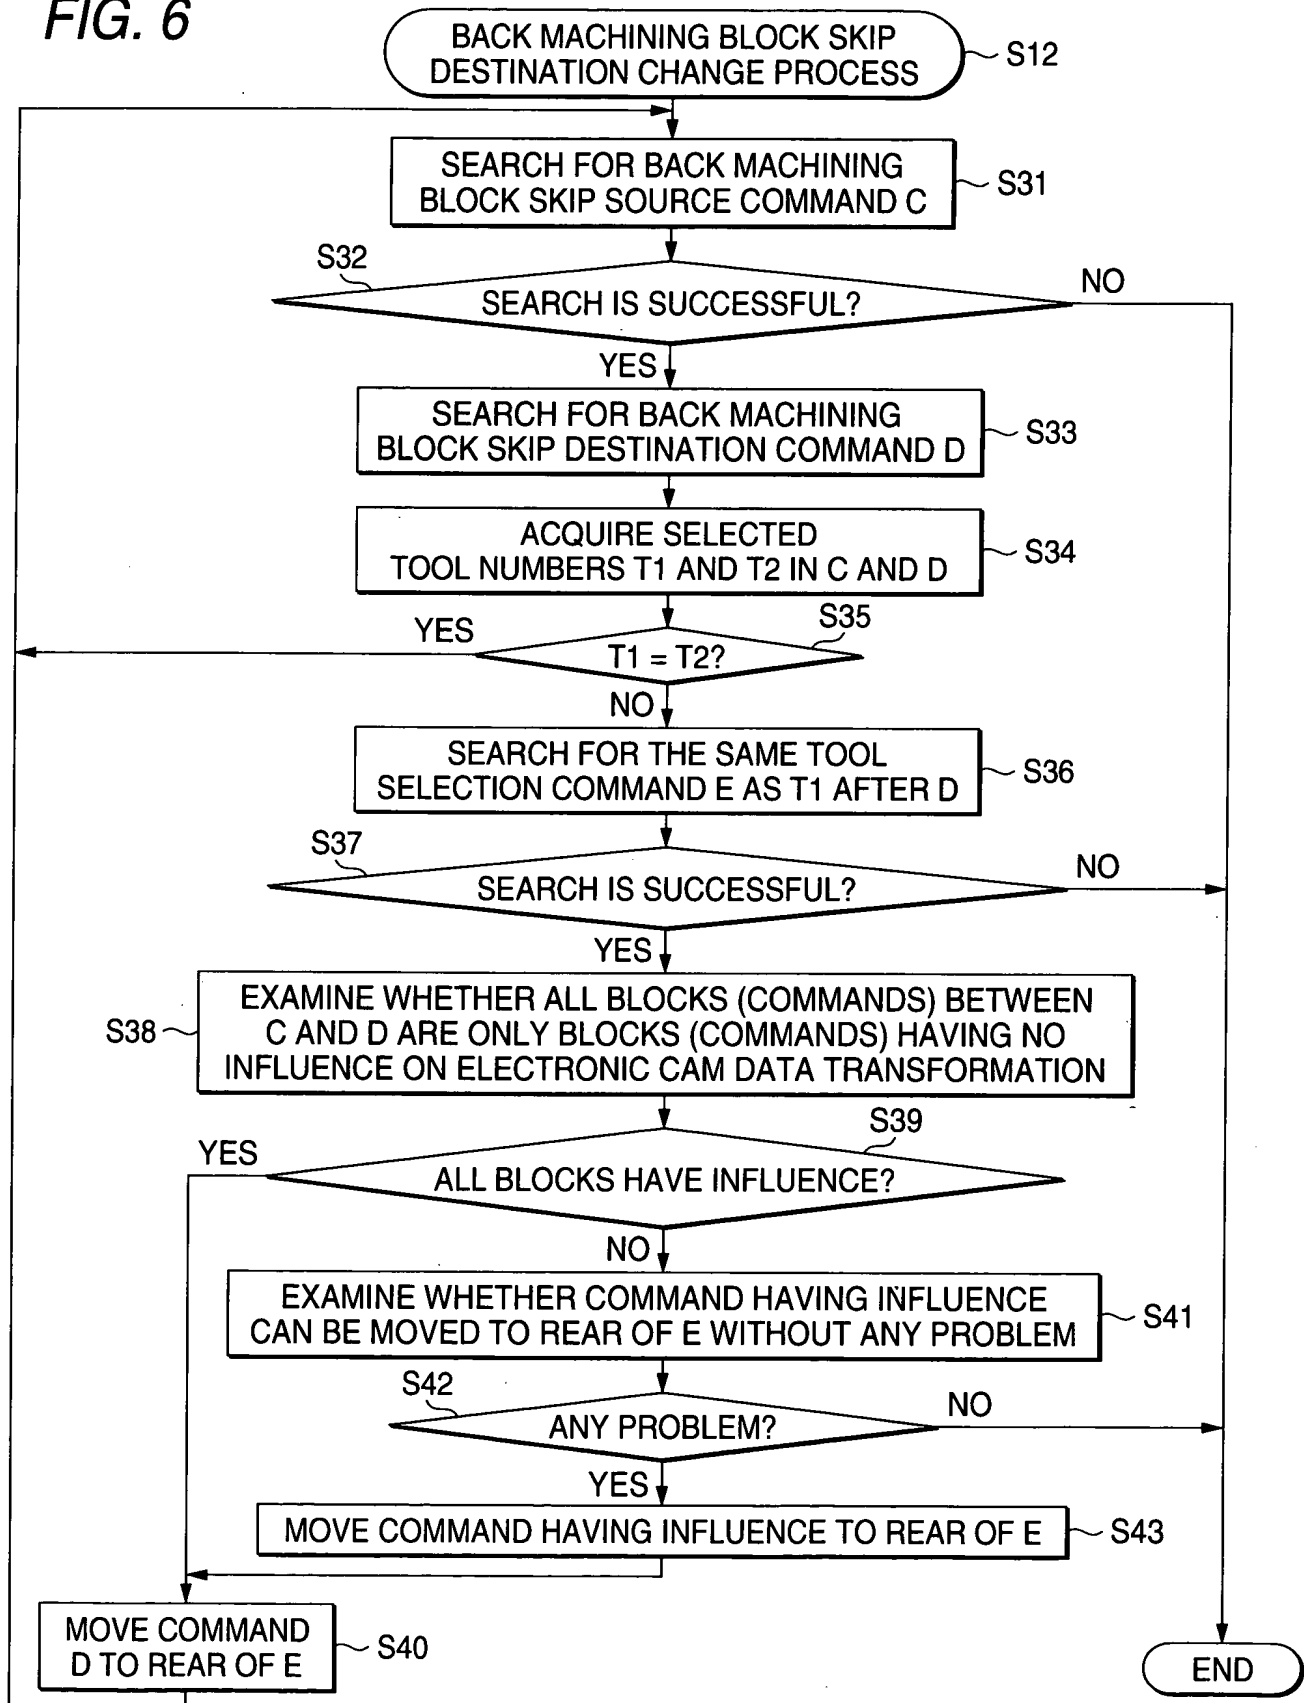 FIG. 6
BACK MACHINING BLOCK SKIP
DESTINATION CHANGE PROCESS
S12
SEARCH FOR BACK MACHINING
BLOCK SKIP SOURCE COMMAND C
S31
S32
SEARCH IS SUCCESSFUL?
NO
YES
SEARCH FOR BACK MACHINING
BLOCK SKIP DESTINATION COMMAND D
S33
ACQUIRE SELECTED
TOOL NUMBERS T1 AND T2 IN C AND D
S34
S35
YES
T1 = T2?
NO
SEARCH FOR THE SAME TOOL
SELECTION COMMAND E AS T1 AFTER D
S36
S37
SEARCH IS SUCCESSFUL?
NO
YES
EXAMINE WHETHER ALL BLOCKS (COMMANDS) BETWEEN
C AND D ARE ONLY BLOCKS (COMMANDS) HAVING NO
INFLUENCE ON ELECTRONIC CAM DATA TRANSFORMATION
S38
S39
YES
ALL BLOCKS HAVE INFLUENCE?
NO
EXAMINE WHETHER COMMAND HAVING INFLUENCE
CAN BE MOVED TO REAR OF E WITHOUT ANY PROBLEM
S41
S42
ANY PROBLEM?
NO
YES
MOVE COMMAND HAVING INFLUENCE TO REAR OF E
S43
MOVE COMMAND
D TO REAR OF E
S40
END